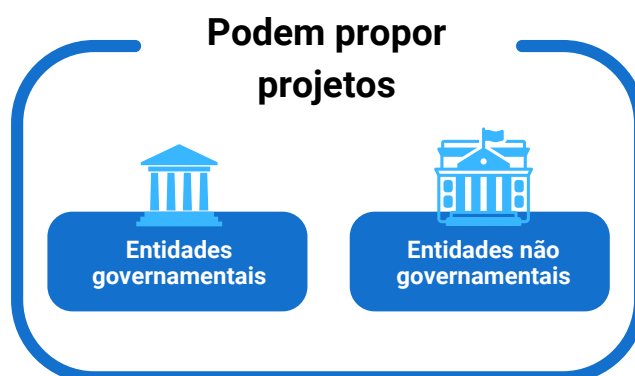 Podem propor
projetos
Entidades
governamentais
Entidades não
governamentais